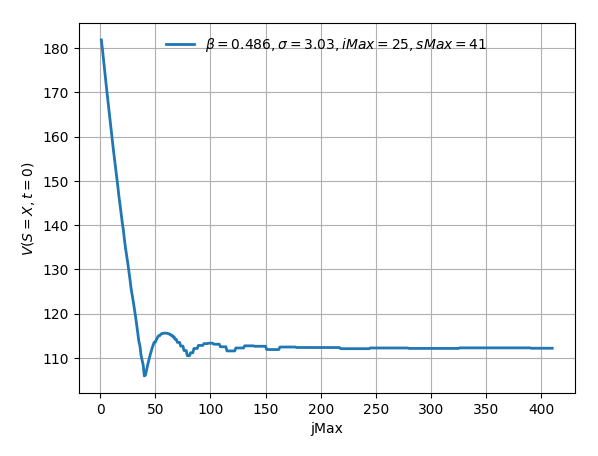 β = 0.486, σ = 3.03, iMax = 25, sMax = 41
V(S = X, t = 0)
180
170
160
150
140
130
120
110
0 50 100 150 200 250 300 350 400
jMax